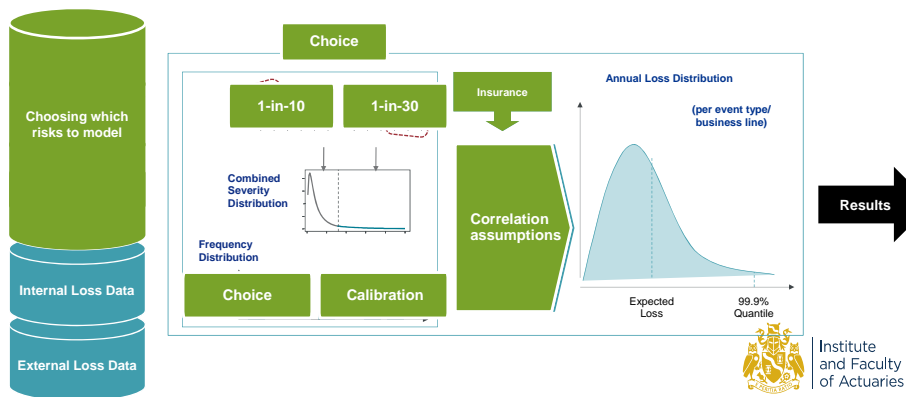 Choice
Choosing which
risks to model
Internal Loss Data
External Loss Data
1-in-10
1-in-30
Combined
Severity
Distribution
Frequency
Distribution
Choice
Calibration
Insurance
Correlation
assumptions
Annual Loss Distribution
(per event type/
business line)
Expected
Loss
99.9%
Quantile
Results
Institute
and Faculty
of Actuaries